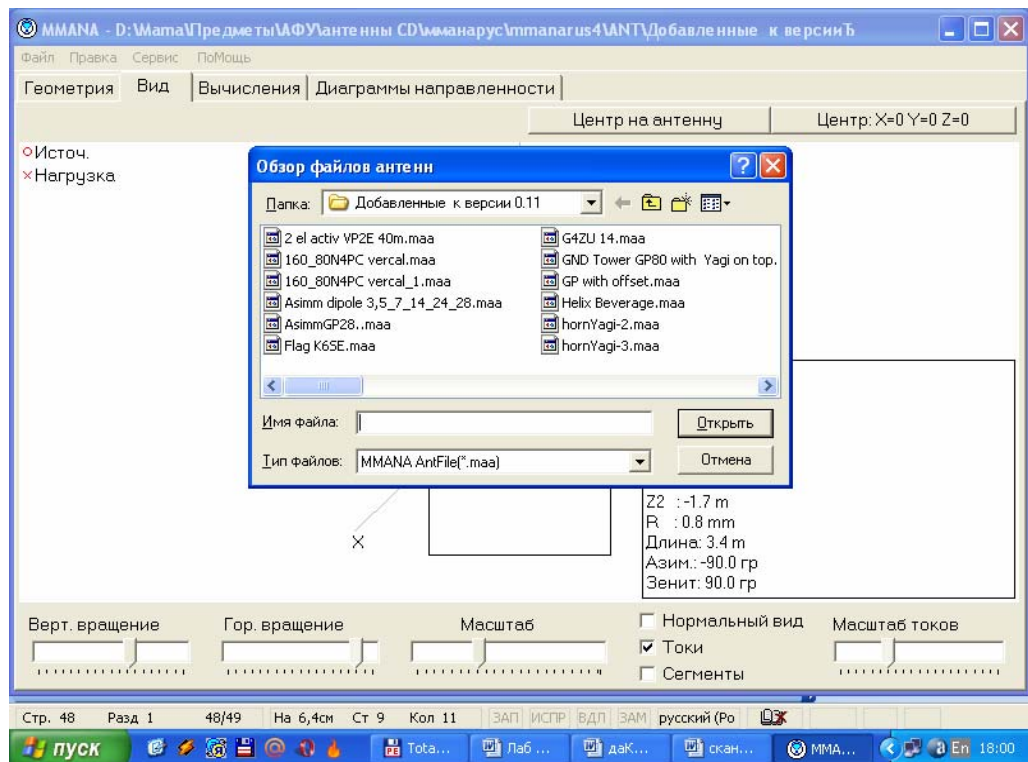 MMANA - D:\Мама\Предметы\АФУ\антенны CD\мманарус\mmanarus4\ANT\Добавленные к версииЂ
Файл Правка Сервис ПоМощь
Геометрия Вид Вычисления Диаграммы направленности
Центр на антенну Центр: X=0 Y=0 Z=0
Источ.
Нагрузка
Обзор файлов антенн
Папка: Добавленные к версии 0.11
2 el activ VP2E 40m.maa
160_80N4PC vercal.maa
160_80N4PC vercal_1.maa
Asimm dipole 3,5_7_14_24_28.maa
AsimmGP28..maa
Flag K6SE.maa
G4ZU 14.maa
GND Tower GP80 with Yagi on top.
GP with offset.maa
Helix Beverage.maa
hornYagi-2.maa
hornYagi-3.maa
Имя файла: Открыть
Тип файлов: MMANA AntFile(*.maa) Отмена
X
Z2 : -1.7 m
R : 0.8 mm
Длина: 3.4 m
Азим.: -90.0 гр
Зенит: 90.0 гр
Верт. вращение Гор. вращение Масштаб
Нормальный вид
Токи
Сегменты
Масштаб токов
Стр. 48 Разд 1 48/49 На 6,4см Ст 9 Кол 11 ЗАП ИСПР ВДЛ ЗАМ русский (Ро
пуск Tota... Лаб ... даК... скан... MMA... En 18:00